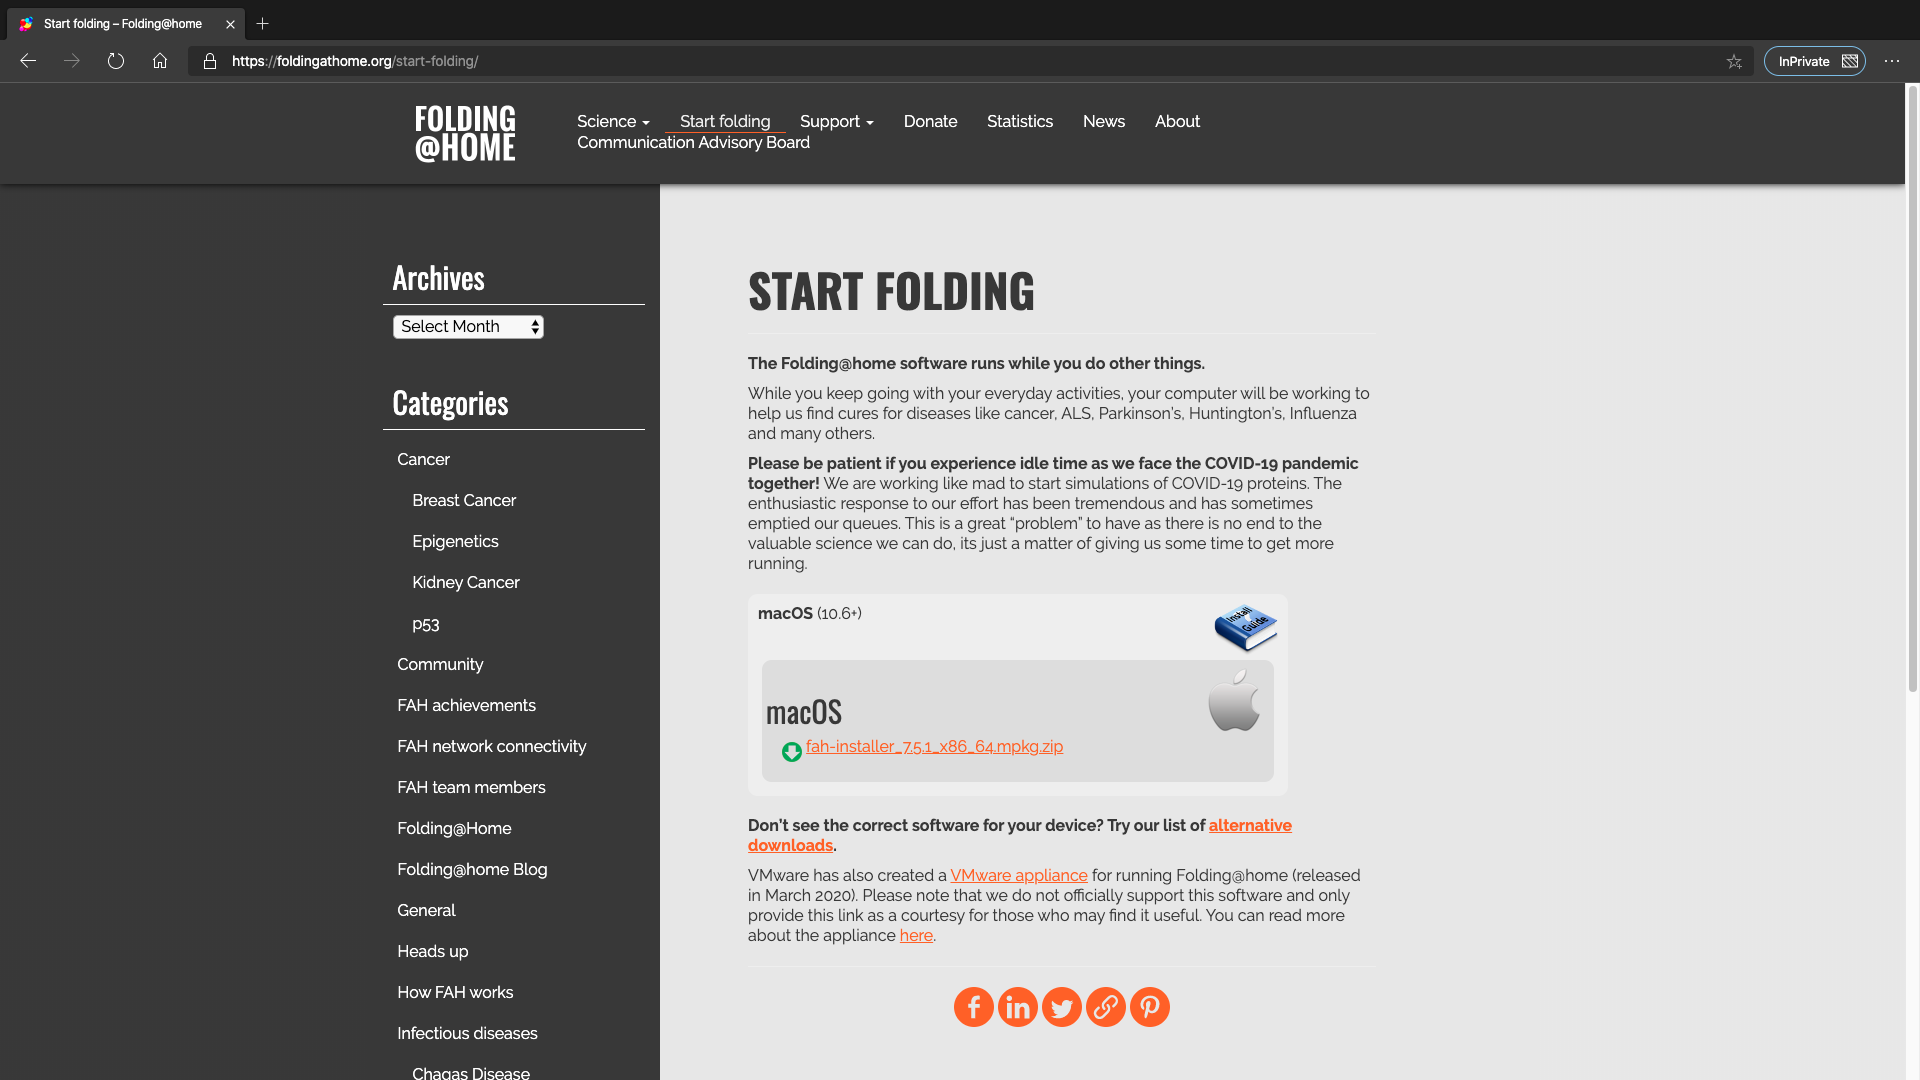 Start folding – Folding@home
https://foldingathome.org/start-folding/
InPrivate
FOLDING
@HOME
Science
Start folding
Support
Donate
Statistics
News
About
Communication Advisory Board
Archives
Select Month
Categories
Cancer
Breast Cancer
Epigenetics
Kidney Cancer
p53
Community
FAH achievements
FAH network connectivity
FAH team members
Folding@Home
Folding@home Blog
General
Heads up
How FAH works
Infectious diseases
Chagas Disease
START FOLDING
The Folding@home software runs while you do other things.
While you keep going with your everyday activities, your computer will be working to
help us find cures for diseases like cancer, ALS, Parkinson's, Huntington's, Influenza
and many others.
Please be patient if you experience idle time as we face the COVID-19 pandemic
together! We are working like mad to start simulations of COVID-19 proteins. The
enthusiastic response to our effort has been tremendous and has sometimes
emptied our queues. This is a great “problem” to have as there is no end to the
valuable science we can do, its just a matter of giving us some time to get more
running.
macOS (10.6+)
Install
Guide
macOS
fah-installer_7.5.1_x86_64.mpkg.zip
Don't see the correct software for your device? Try our list of alternative
downloads.
VMware has also created a VMware appliance for running Folding@home (released
in March 2020). Please note that we do not officially support this software and only
provide this link as a courtesy for those who may find it useful. You can read more
about the appliance here.